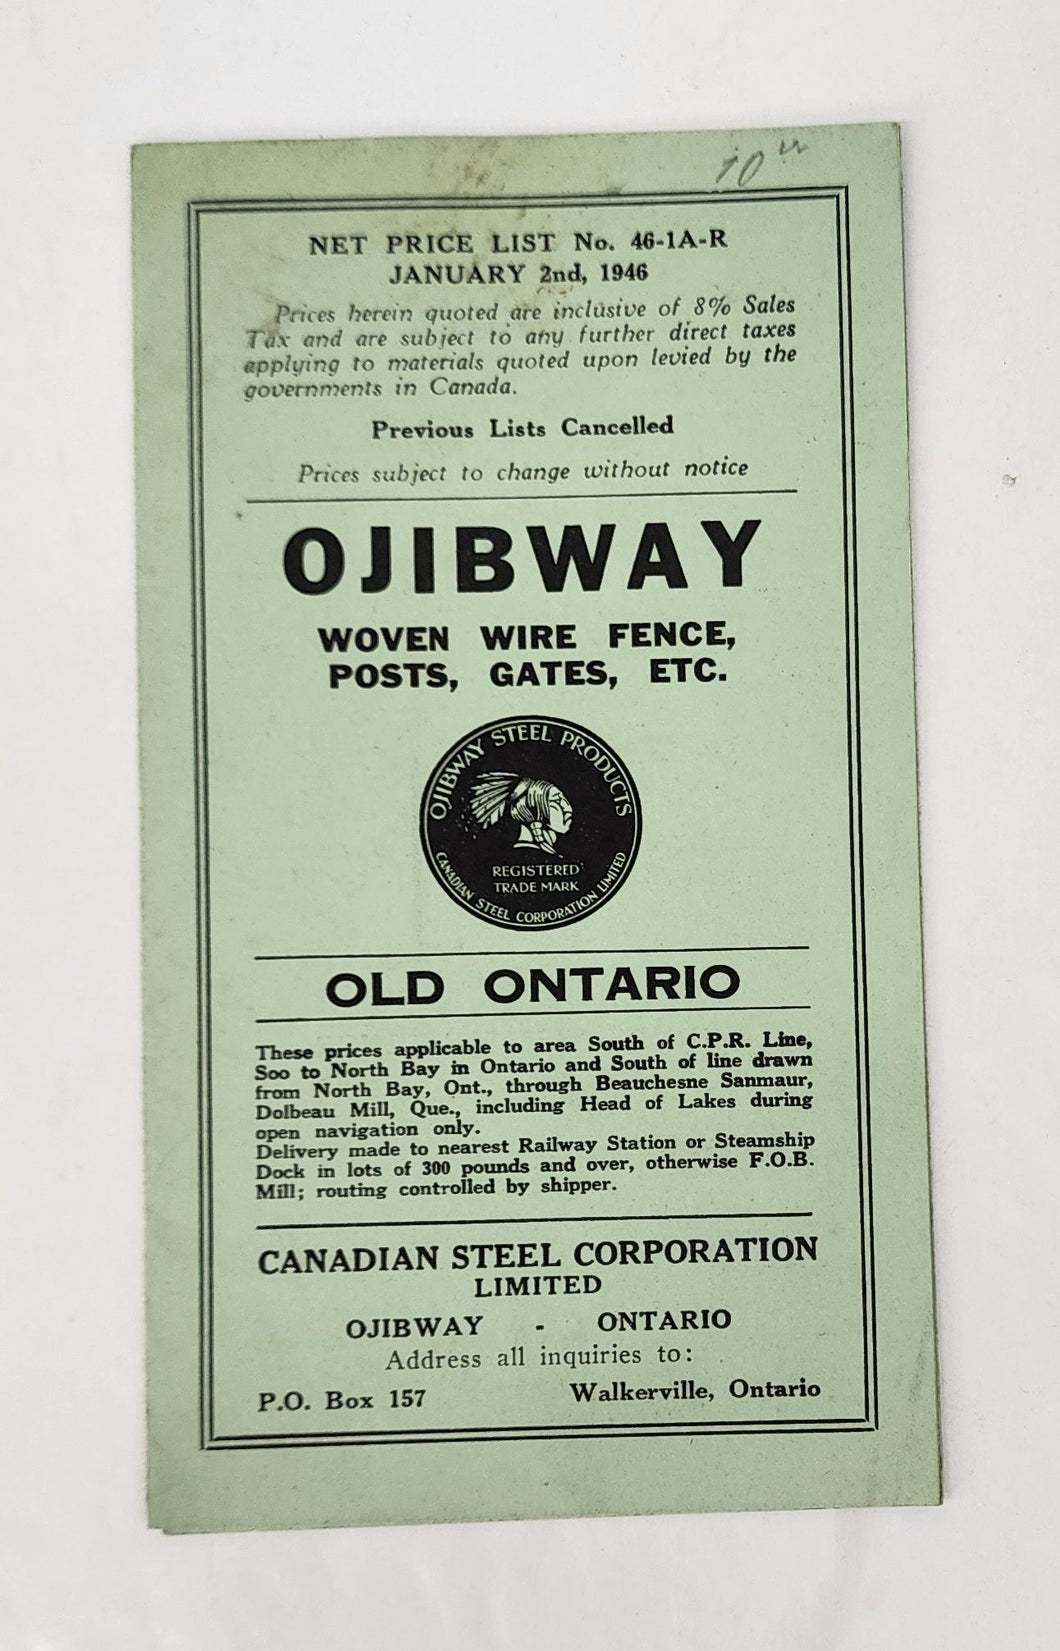 10
NET PRICE LIST No. 46-1A-R
JANUARY 2nd, 1946
Prices herein quoted are inclusive of 8% Sales
Tax and are subject to any further direct taxes
applying to materials quoted upon levied by the
governments in Canada.
Previous Lists Cancelled
Prices subject to change without notice
OJIBWAY
WOVEN WIRE FENCE,
POSTS, GATES, ETC.
OJIBWAY STEEL PRODUCTS
REGISTERED
TRADE MARK
CANADIAN STEEL CORPORATION LIMITED
OLD ONTARIO
These prices applicable to area South of C.P.R. Line,
Soo to North Bay in Ontario and South of line drawn
from North Bay, Ont., through Beauchesne Sanmaur,
Dolbeau Mill, Que., including Head of Lakes during
open navigation only.
Delivery made to nearest Railway Station or Steamship
Dock in lots of 300 pounds and over, otherwise F.O.B.
Mill; routing controlled by shipper.
CANADIAN STEEL CORPORATION
LIMITED
OJIBWAY - ONTARIO
Address all inquiries to:
P.O. Box 157 Walkerville, Ontario